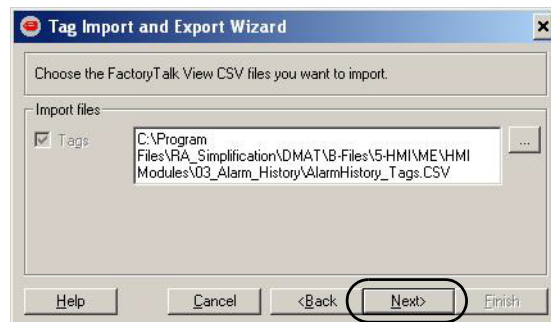 Tag Import and Export Wizard
Choose the FactoryTalk View CSV files you want to import.
Import files
Tags
C:\Program
Files\RA_Simplification\DMAT\B-Files\5-HMI\ME\HMI
Modules\03_Alarm_History\AlarmHistory_Tags.CSV
...
Help
Cancel
<Back
Next>
Finish